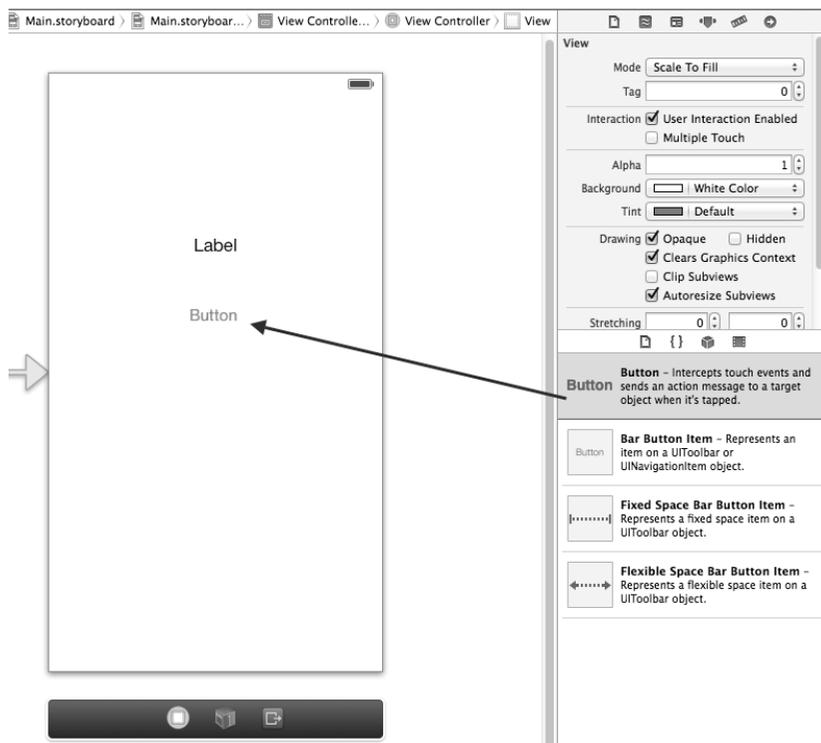 Main.storyboard 〉 Main.storyboar... 〉 View Controlle... 〉 View Controller 〉 View
View
Mode Scale To Fill
Tag 0
Interaction User Interaction Enabled
Multiple Touch
Alpha 1
Background White Color
Tint Default
Drawing Opaque Hidden
Clears Graphics Context
Clip Subviews
Autoresize Subviews
Stretching 0 0
Label
Button
{ }
Button
Button – Intercepts touch events and
sends an action message to a target
object when it's tapped.
Button
Bar Button Item – Represents an
item on a UIToolbar or
UINavigationItem object.
Fixed Space Bar Button Item –
Represents a fixed space item on a
UIToolbar object.
Flexible Space Bar Button Item –
Represents a flexible space item on a
UIToolbar object.